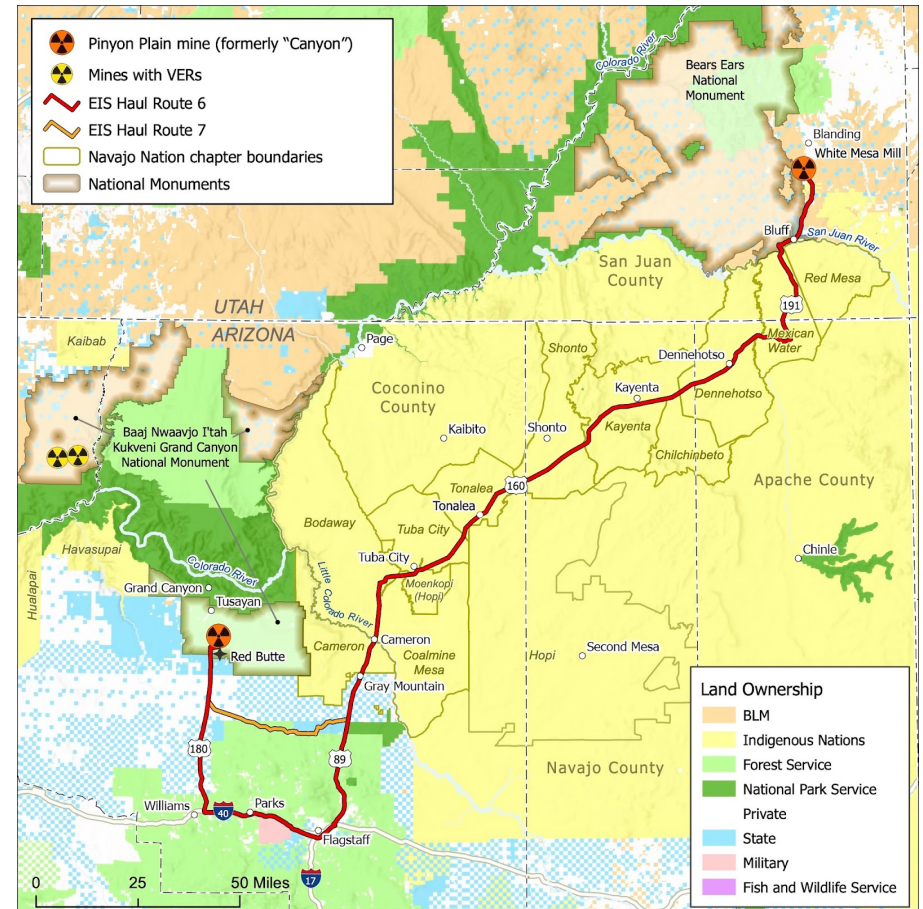 Pinyon Plain mine (formerly “Canyon”)
Mines with VERs
EIS Haul Route 6
EIS Haul Route 7
Navajo Nation chapter boundaries
National Monuments
Colorado River
Bears Ears
National
Monument
Blanding
White Mesa Mill
Bluff
San Juan River
San Juan
County
Red Mesa
191
UTAH
ARIZONA
Kaibab
Page
Shonto
Dennehotso
Mexican
Water
Coconino
County
Kayenta
Dennehotso
Baaj Nwaavjo I'tah
Kukveni Grand Canyon
National Monument
Kaibito
Shonto
Kayenta
Chilchinbeto
Apache County
160
Tonalea
Tonalea
Bodaway
Tuba City
Havasupai
Hualapai
Colorado River
Little Colorado River
Tuba City
Moenkopi
(Hopi)
Chinle
Grand Canyon
Tusayan
Red Butte
Cameron
Cameron
Coalmine
Mesa
Hopi
Second Mesa
Gray Mountain
180
89
Navajo County
Williams
40
Parks
Flagstaff
17
0 25 50 Miles
Land Ownership
BLM
Indigenous Nations
Forest Service
National Park Service
Private
State
Military
Fish and Wildlife Service